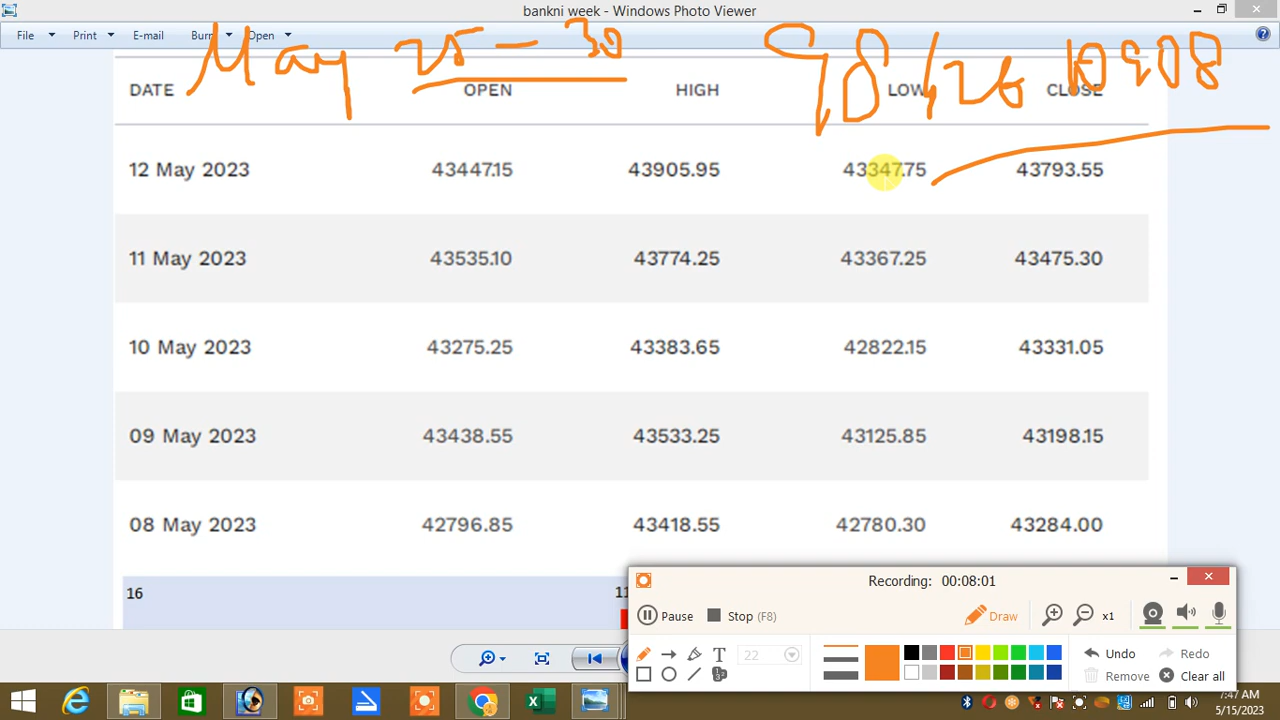 bankni week - Windows Photo Viewer
File Print E-mail Burn Open
May 25 - 30
DATE OPEN HIGH LOW CLOSE
12 May 2023 43447.15 43905.95 43347.75 43793.55
11 May 2023 43535.10 43774.25 43367.25 43475.30
10 May 2023 43275.25 43383.65 42822.15 43331.05
09 May 2023 43438.55 43533.25 43125.85 43198.15
08 May 2023 42796.85 43418.55 42780.30 43284.00
16 11
Recording: 00:08:01
Pause Stop (F8) Draw x1
T 22 Undo Redo
Remove Clear all
7:47 AM
5/15/2023